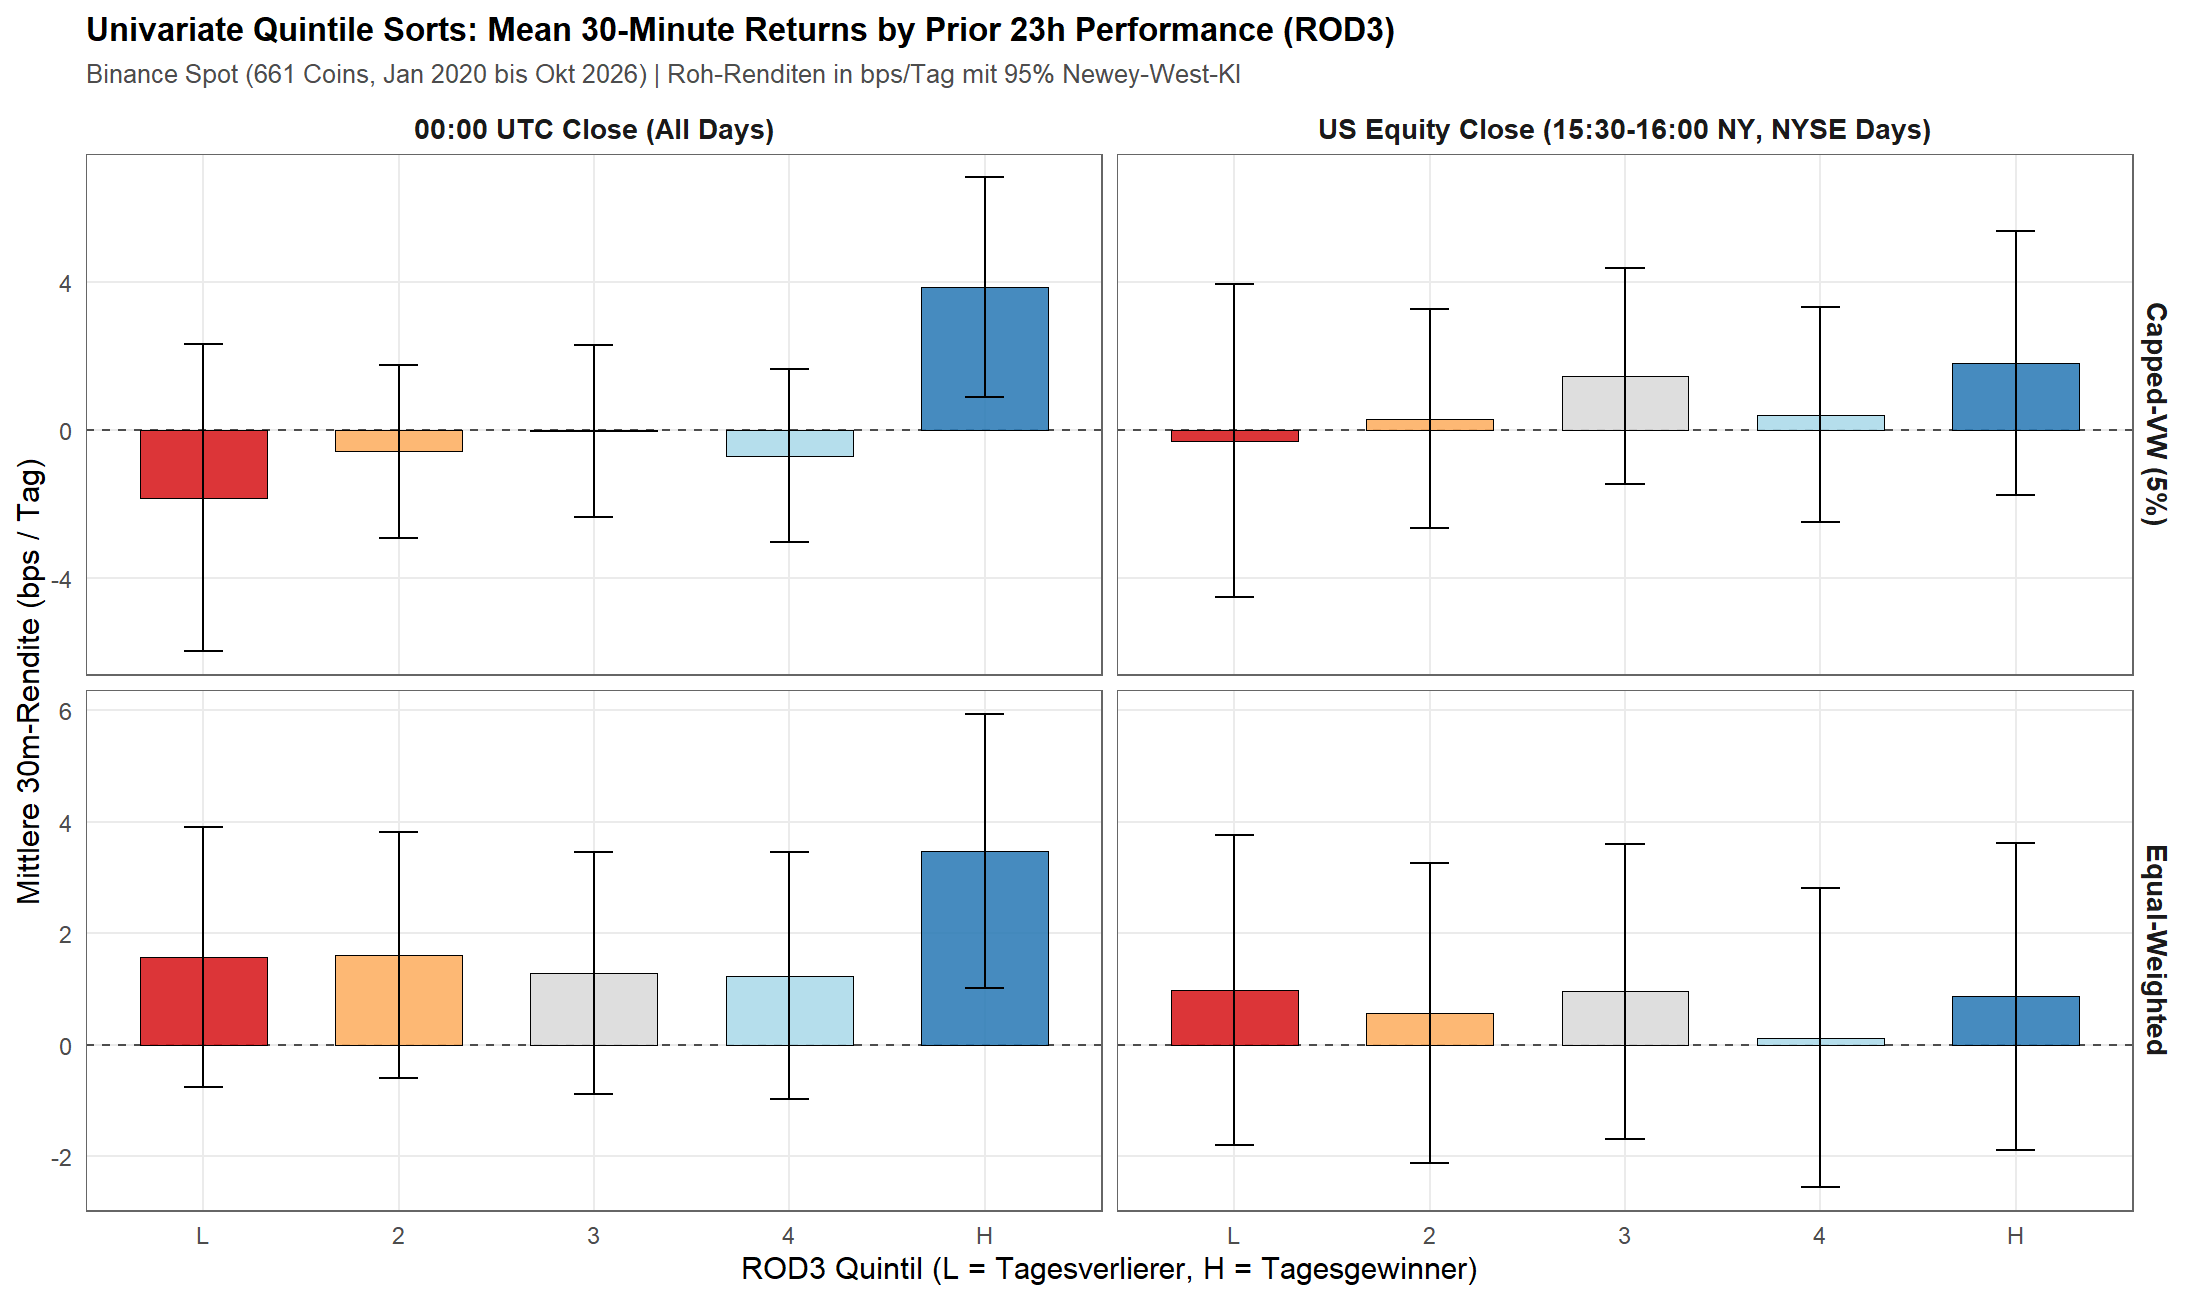 Univariate Quintile Sorts: Mean 30-Minute Returns by Prior 23h Performance (ROD3)
Binance Spot (661 Coins, Jan 2020 bis Okt 2026) | Roh-Renditen in bps/Tag mit 95% Newey-West-KI
00:00 UTC Close (All Days)
US Equity Close (15:30-16:00 NY, NYSE Days)
4
0
-4
Capped-VW (5%)
Mittlere 30m-Rendite (bps / Tag)
6
4
2
0
-2
Equal-Weighted
L 2 3 4 H
L 2 3 4 H
ROD3 Quintil (L = Tagesverlierer, H = Tagesgewinner)